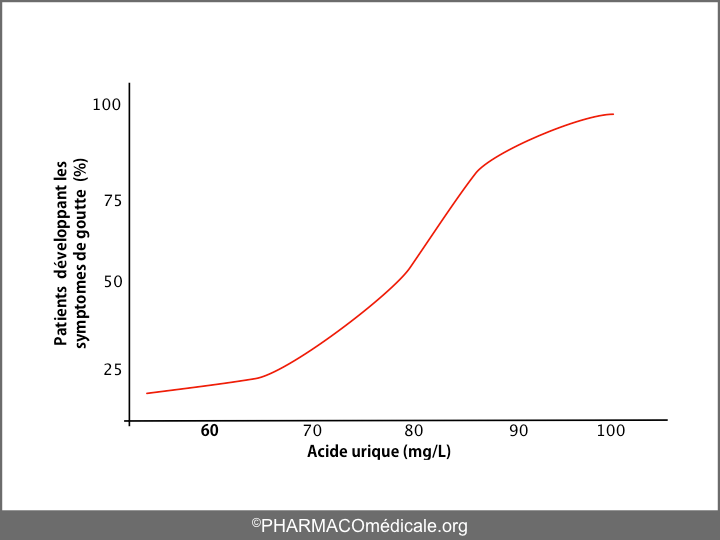 100
75
50
25
Patients développant les
symptomes de goutte (%)
60 70 80 90 100
Acide urique (mg/L)
©PHARMACOmédicale.org